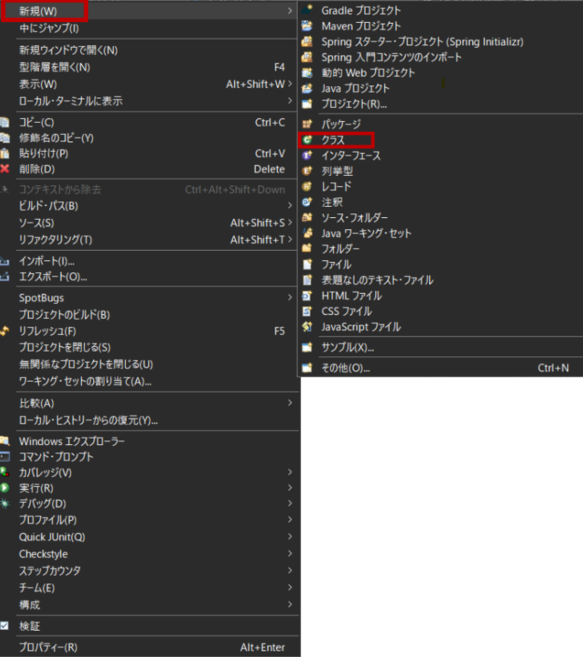 新規(W)
中にジャンプ(I)
新規ウィンドウで開く(N)
型階層を開く(N) F4
表示(W) Alt+Shift+W
ローカル・ターミナルに表示
コピー(C) Ctrl+C
修飾名のコピー(Y)
貼り付け(P) Ctrl+V
削除(D) Delete
コンテキストから除去 Ctrl+Alt+Shift+Down
ビルド・パス(B)
ソース(S) Alt+Shift+S
リファクタリング(T) Alt+Shift+T
インポート(I)...
エクスポート(O)...
SpotBugs
プロジェクトのビルド(B)
リフレッシュ(F) F5
プロジェクトを閉じる(S)
無関係なプロジェクトを閉じる(U)
ワーキング・セットの割り当て(A)...
比較(A)
ローカル・ヒストリーからの復元(Y)...
Windows エクスプローラー
コマンド・プロンプト
カバレッジ(V)
実行(R)
デバッグ(D)
プロファイル(P)
Quick JUnit(Q)
Checkstyle
ステップカウンタ
チーム(E)
構成
検証
プロパティー(R) Alt+Enter
Gradle プロジェクト
Maven プロジェクト
Spring スターター・プロジェクト (Spring Initializr)
Spring 入門コンテンツのインポート
動的 Web プロジェクト
Java プロジェクト
プロジェクト(R)...
パッケージ
クラス
インターフェース
列挙型
レコード
注釈
ソース・フォルダー
Java ワーキング・セット
フォルダー
ファイル
表題なしのテキスト・ファイル
HTML ファイル
CSS ファイル
JavaScript ファイル
サンプル(X)...
その他(O)... Ctrl+N